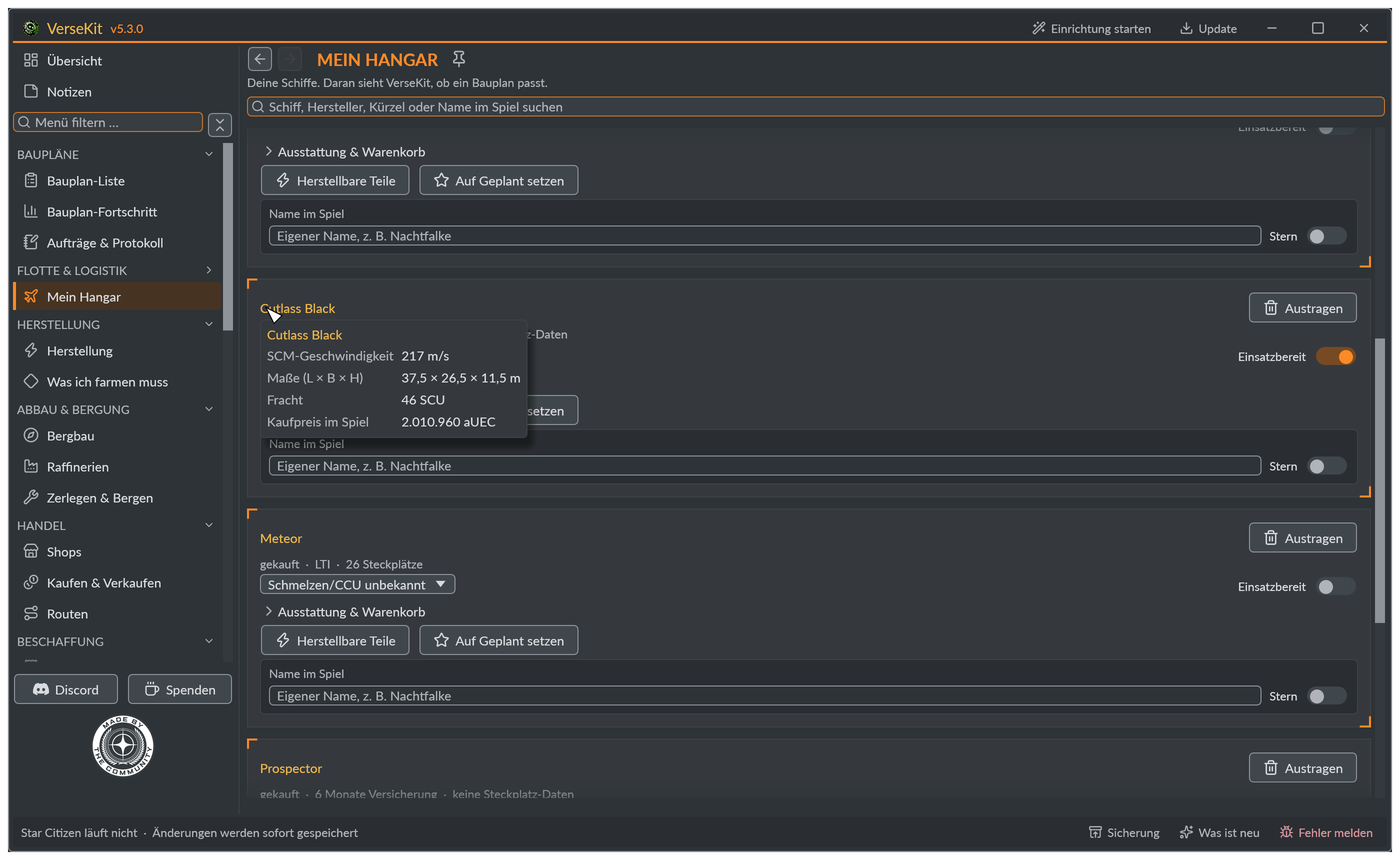 VerseKit v5.3.0
Einrichtung starten
Update
Übersicht
Notizen
Menü filtern ...
BAUPLÄNE
Bauplan-Liste
Bauplan-Fortschritt
Aufträge & Protokoll
FLOTTE & LOGISTIK
Mein Hangar
HERSTELLUNG
Herstellung
Was ich farmen muss
ABBAU & BERGUNG
Bergbau
Raffinerien
Zerlegen & Bergen
HANDEL
Shops
Kaufen & Verkaufen
Routen
BESCHAFFUNG
Discord
Spenden
MADE BY
THE COMMUNITY
MEIN HANGAR
Deine Schiffe. Daran sieht VerseKit, ob ein Bauplan passt.
Schiff, Hersteller, Kürzel oder Name im Spiel suchen
Einsatzbereit
Ausstattung & Warenkorb
Herstellbare Teile
Auf Geplant setzen
Name im Spiel
Eigener Name, z. B. Nachtfalke
Stern
Cutlass Black
Austragen
z-Daten
Einsatzbereit
Cutlass Black
SCM-Geschwindigkeit 217 m/s
Maße (L × B × H) 37,5 × 26,5 × 11,5 m
Fracht 46 SCU
Kaufpreis im Spiel 2.010.960 aUEC
setzen
Name im Spiel
Eigener Name, z. B. Nachtfalke
Stern
Meteor
Austragen
gekauft · LTI · 26 Steckplätze
Schmelzen/CCU unbekannt
Einsatzbereit
Ausstattung & Warenkorb
Herstellbare Teile
Auf Geplant setzen
Name im Spiel
Eigener Name, z. B. Nachtfalke
Stern
Prospector
Austragen
gekauft · 6 Monate Versicherung · keine Steckplatz-Daten
Star Citizen läuft nicht · Änderungen werden sofort gespeichert
Sicherung
Was ist neu
Fehler melden